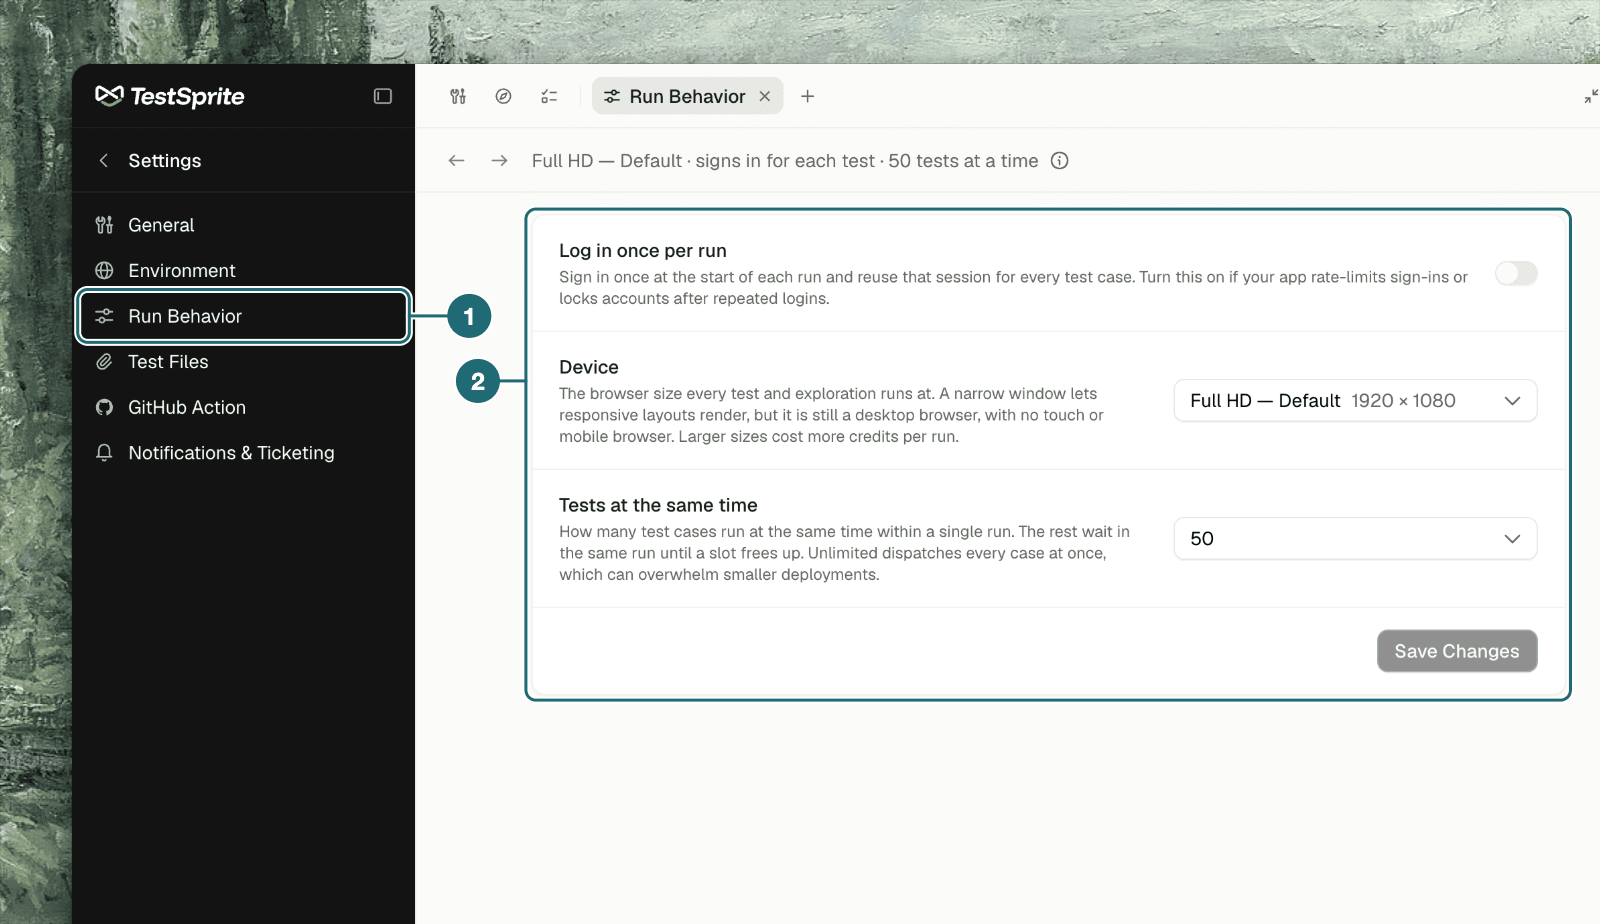 TestSprite
Run Behavior
Settings
Full HD — Default · signs in for each test · 50 tests at a time
General
Environment
Run Behavior
Test Files
GitHub Action
Notifications & Ticketing
1
2
Log in once per run
Sign in once at the start of each run and reuse that session for every test case. Turn this on if your app rate-limits sign-ins or
locks accounts after repeated logins.
Device
The browser size every test and exploration runs at. A narrow window lets
responsive layouts render, but it is still a desktop browser, with no touch or
mobile browser. Larger sizes cost more credits per run.
Full HD — Default 1920 × 1080
Tests at the same time
How many test cases run at the same time within a single run. The rest wait in
the same run until a slot frees up. Unlimited dispatches every case at once,
which can overwhelm smaller deployments.
50
Save Changes